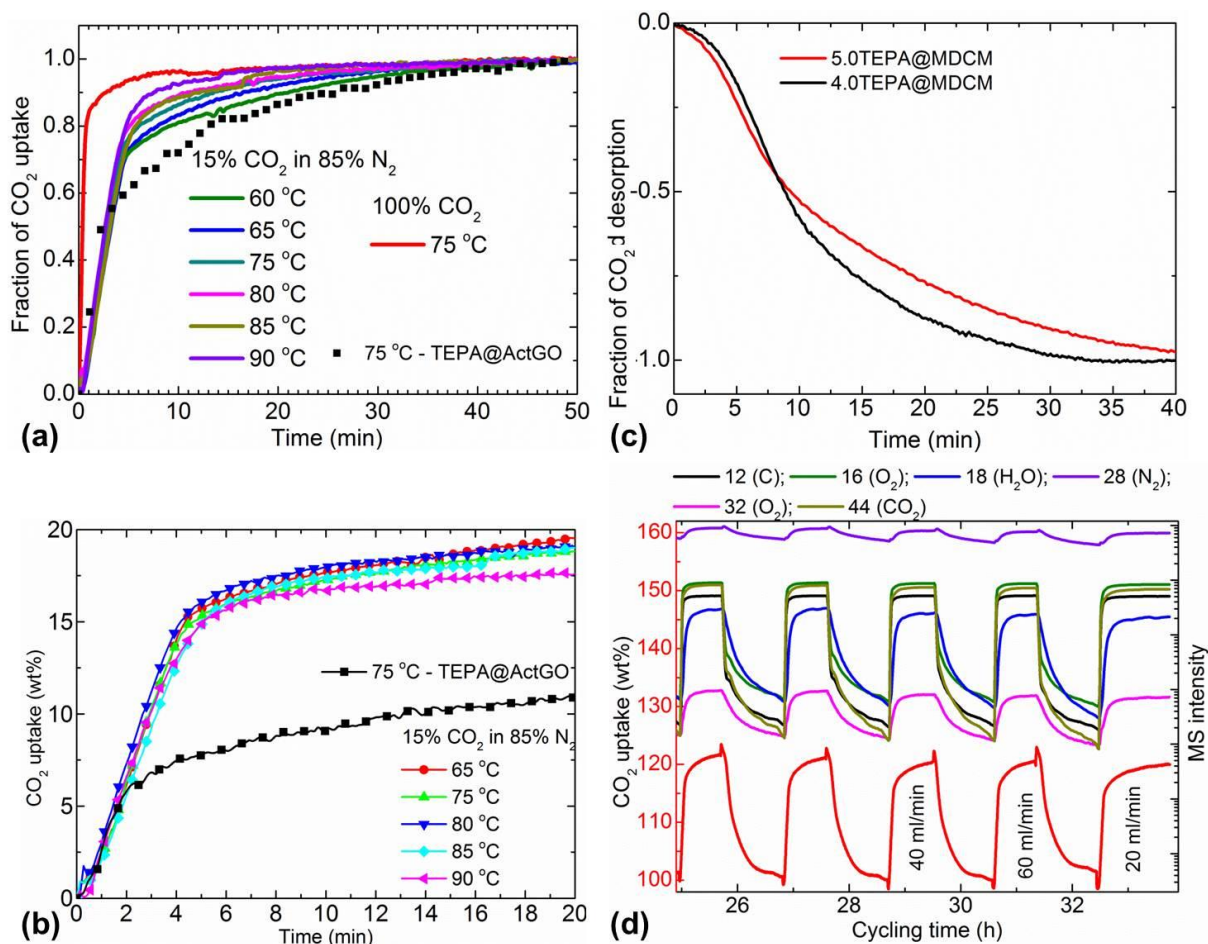 1.0
0.8
0.6
0.4
0.2
0.0
Fraction of CO2 uptake
15% CO2 in 85% N2
60 °C
65 °C
75 °C
80 °C
85 °C
90 °C
100% CO2
75 °C
75 °C - TEPA@ActGO
0 10 20 30 40 50
Time (min)
(a)
0.0
-0.5
-1.0
Fraction of CO2 d desorption
5.0TEPA@MDCM
4.0TEPA@MDCM
0 5 10 15 20 25 30 35 40
Time (min)
(c)
20
15
10
5
0
CO2 uptake (wt%)
75 °C - TEPA@ActGO
15% CO2 in 85% N2
65 °C
75 °C
80 °C
85 °C
90 °C
0 2 4 6 8 10 12 14 16 18 20
Time (min)
(b)
12 (C); 16 (O2); 18 (H2O); 28 (N2);
32 (O2); 44 (CO2)
160
150
140
130
120
110
100
CO2 uptake (wt%)
MS intensity
40 ml/min
60 ml/min
20 ml/min
26 28 30 32
Cycling time (h)
(d)